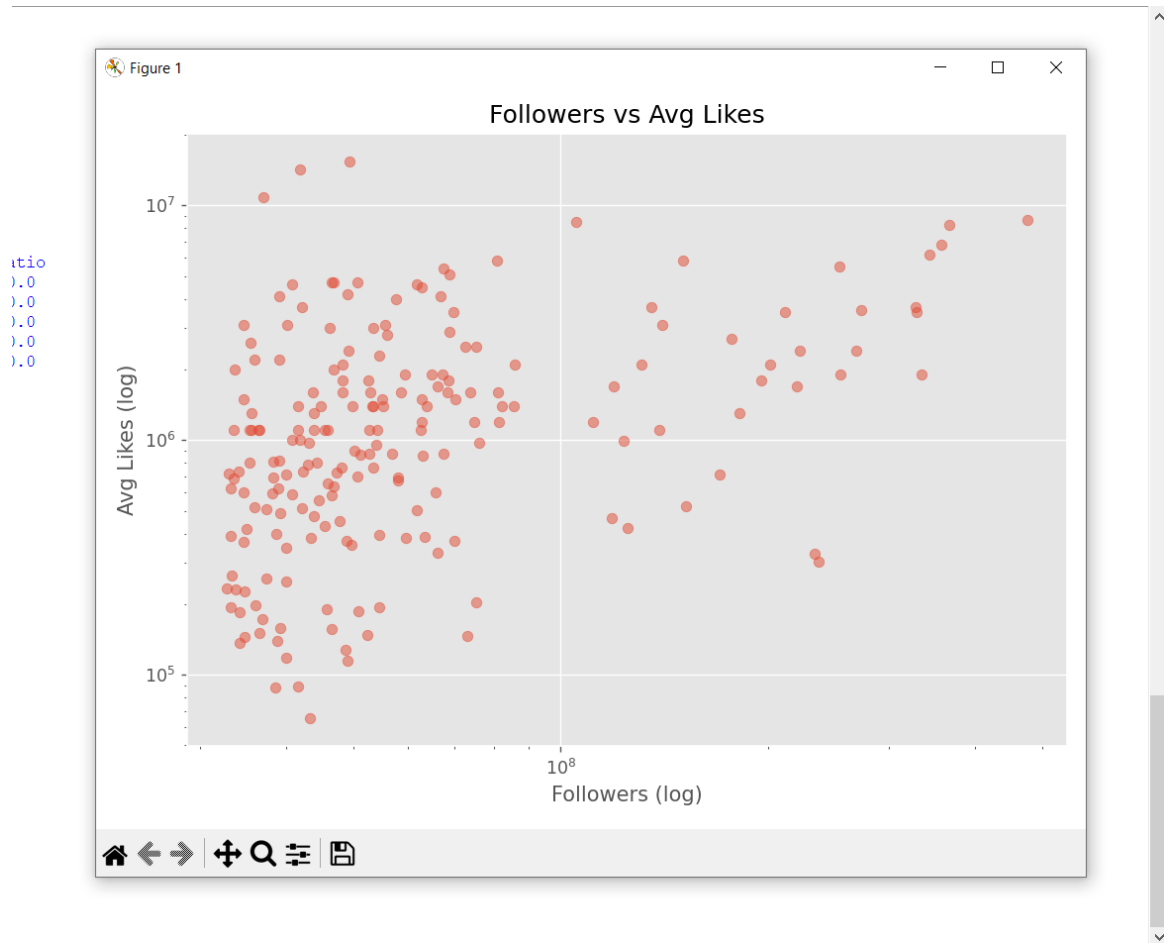 Figure 1
Followers vs Avg Likes
10⁷
10⁶
10⁵
Avg Likes (log)
10⁸
Followers (log)
atio
).0
).0
).0
).0
).0